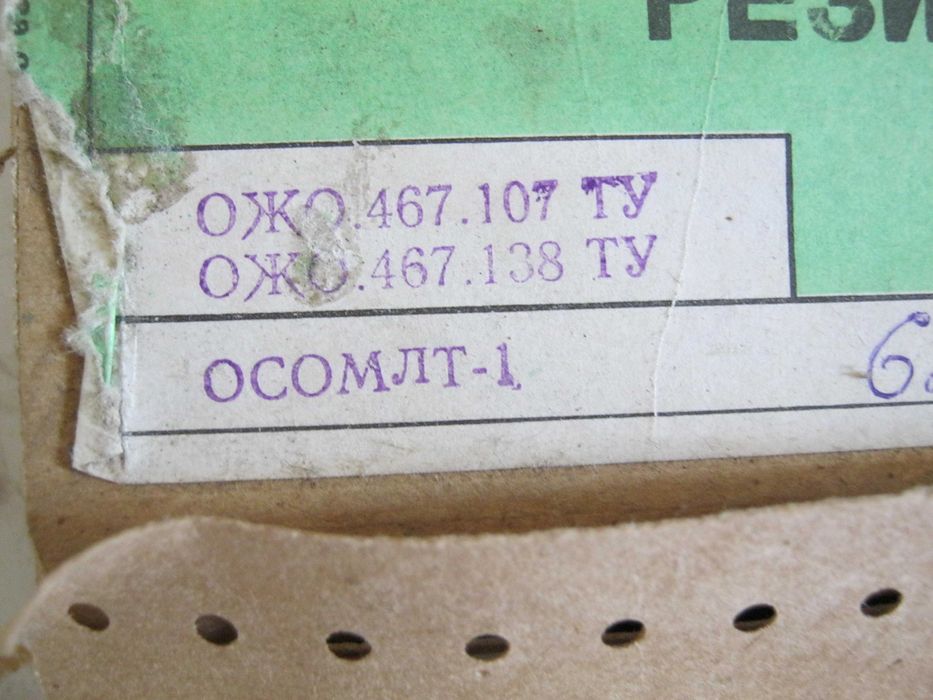 РЕЗИ
ОЖО.467.107 ТУ
ОЖО.467.138 ТУ
ОСОМЛТ-1
6